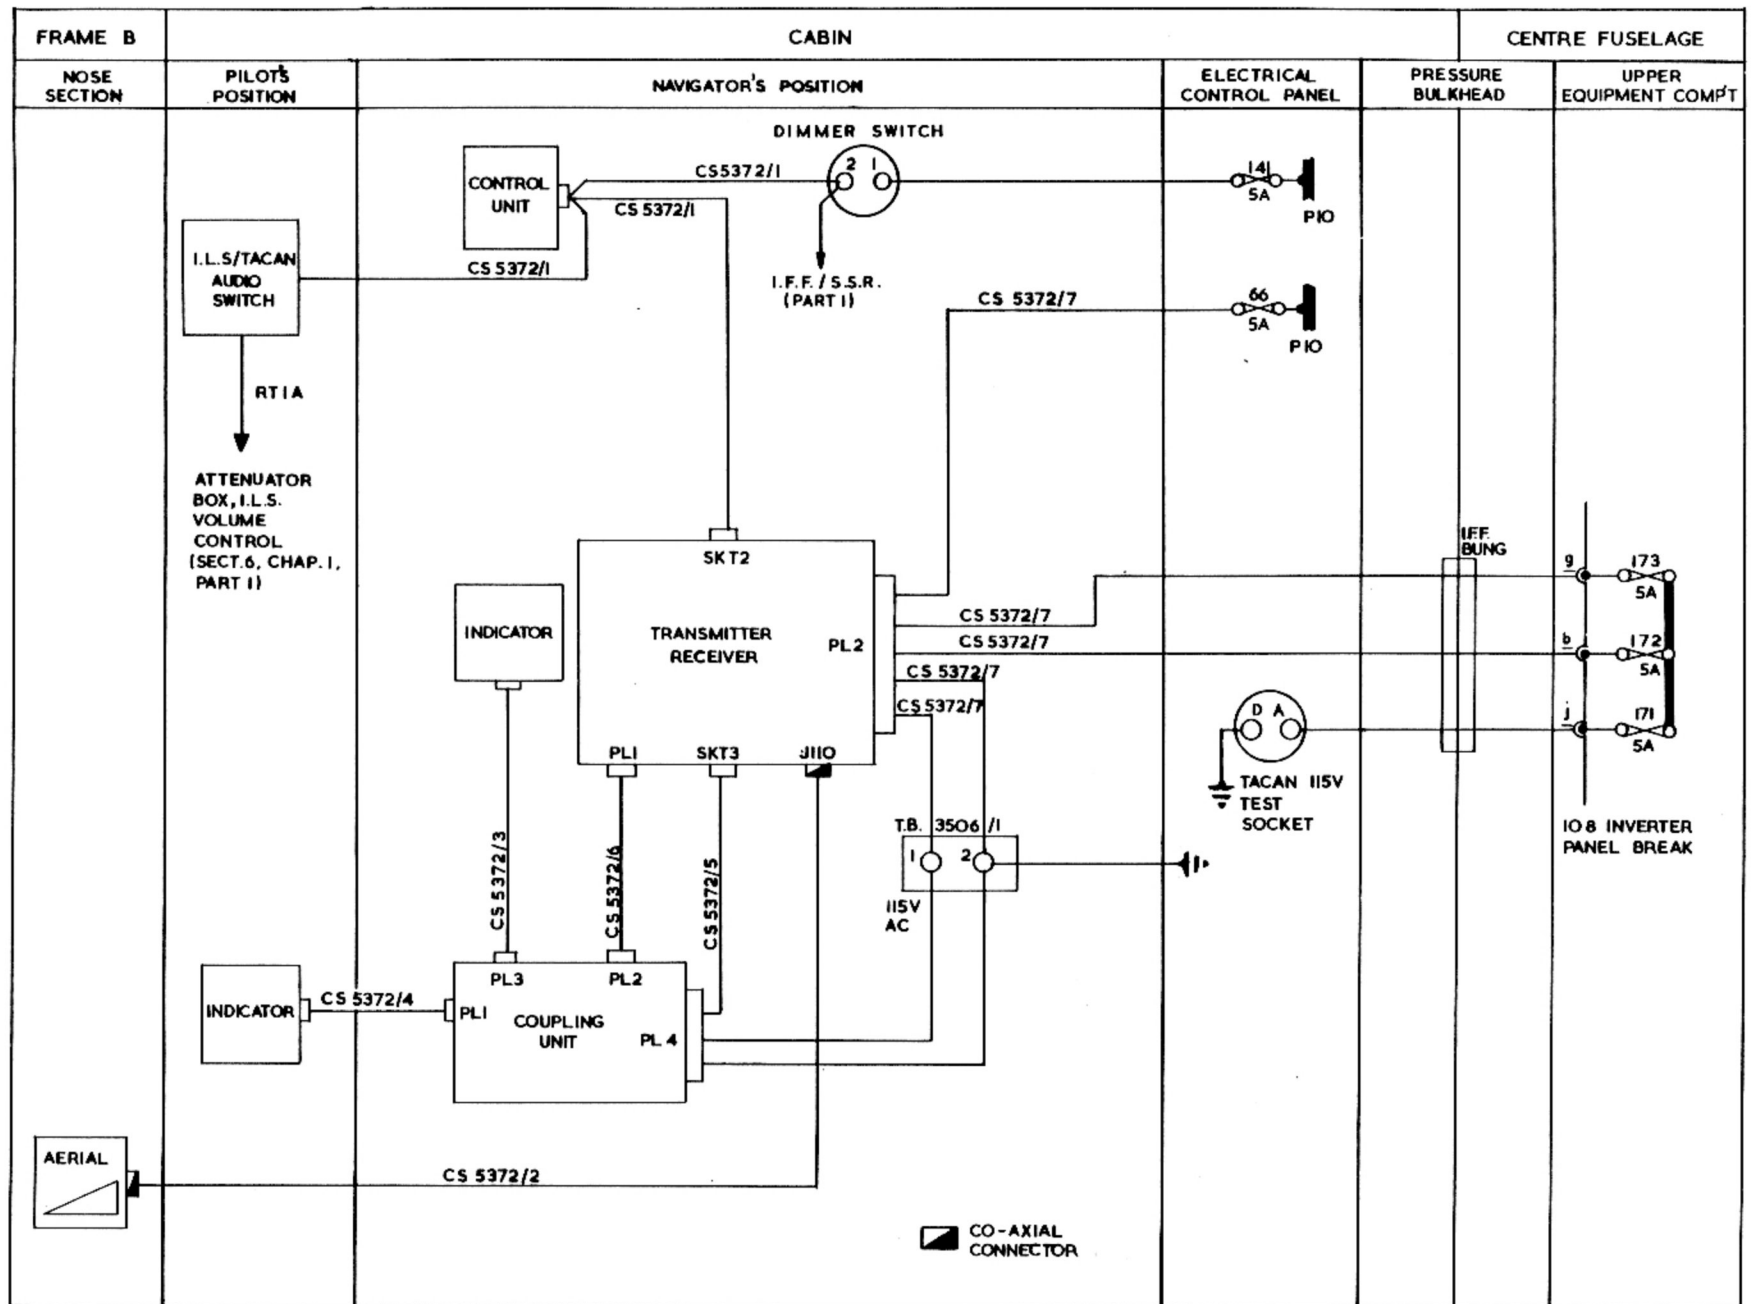 FRAME B
CABIN
CENTRE FUSELAGE
NOSE
SECTION
PILOT'S
POSITION
NAVIGATOR'S POSITION
ELECTRICAL
CONTROL PANEL
PRESSURE
BULKHEAD
UPPER
EQUIPMENT COMP'T
DIMMER SWITCH
CONTROL
UNIT
CS5372/1
2 1
141
5A
P10
CS 5372/1
I.L.S/TACAN
AUDIO
SWITCH
CS 5372/1
I.F.F. / S.S.R.
(PART 1)
CS 5372/7
66
5A
P10
RT1A
ATTENUATOR
BOX, I.L.S.
VOLUME
CONTROL
(SECT.6, CHAP. 1,
PART 1)
SKT2
TRANSMITTER
RECEIVER
PL2
PL1
SKT3
J110
INDICATOR
CS 5372/7
CS 5372/7
CS 5372/7
CS 5372/7
I.F.F.
BUNG
g
173
5A
b
172
5A
j
171
5A
D A
TACAN 115V
TEST
SOCKET
108 INVERTER
PANEL BREAK
T.B. 3506 /1
1 2
115V
AC
CS 5372/3
CS 5372/6
CS 5372/5
INDICATOR
CS 5372/4
PL3
PL2
PL1
COUPLING
UNIT
PL 4
AERIAL
CS 5372/2
CO-AXIAL
CONNECTOR